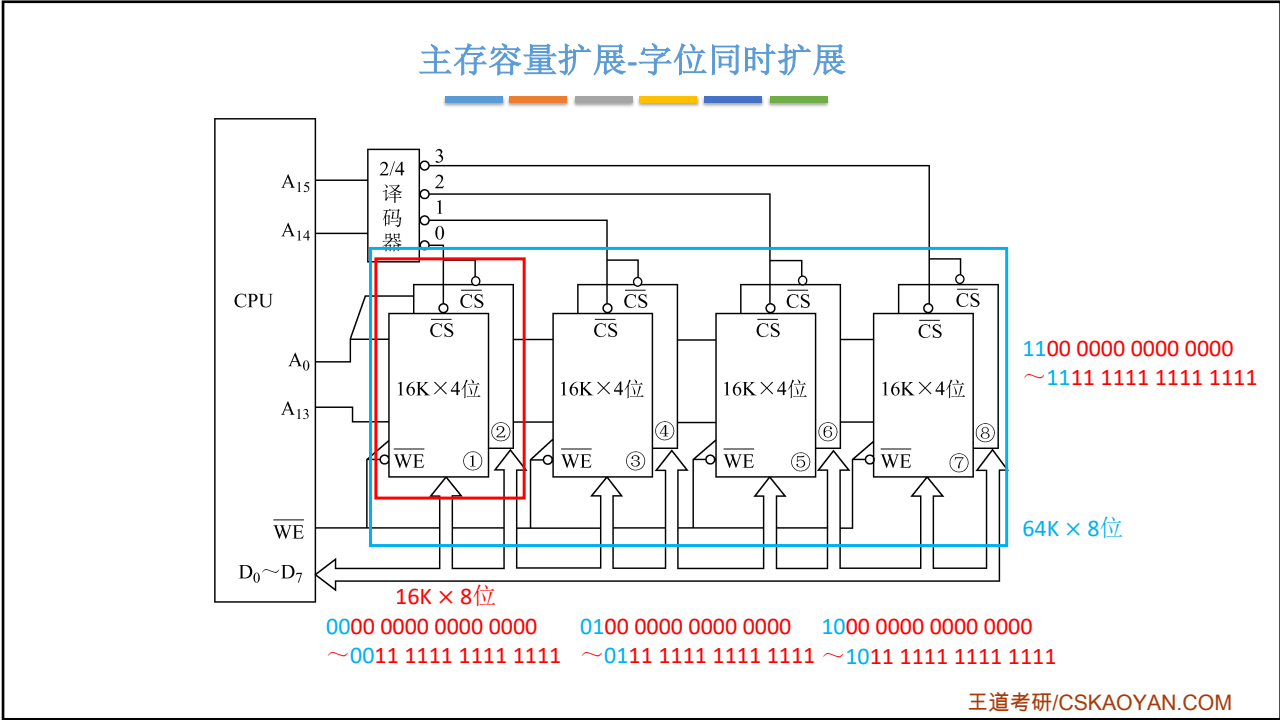 主存容量扩展-字位同时扩展
CPU
A15
A14
A0
A13
WE
D0～D7
2/4
译
码
器
3
2
1
0
CS
CS
CS
CS
CS
CS
CS
CS
16K×4位
16K×4位
16K×4位
16K×4位
②
④
⑥
⑧
WE
①
WE
③
WE
⑤
WE
⑦
1100 0000 0000 0000
～1111 1111 1111 1111
64K × 8位
16K × 8位
0000 0000 0000 0000
～0011 1111 1111 1111
0100 0000 0000 0000
～0111 1111 1111 1111
1000 0000 0000 0000
～1011 1111 1111 1111
王道考研/CSKAOYAN.COM